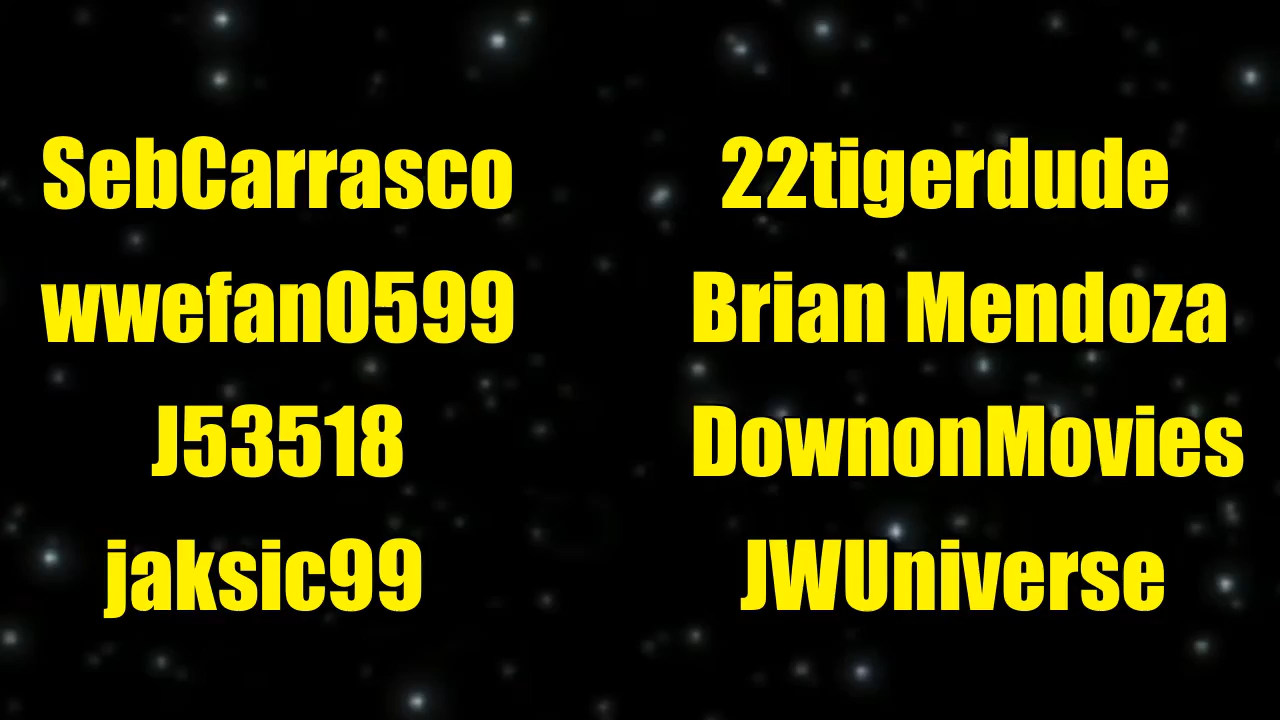 SebCarrasco
wwefan0599
J53518
jaksic99
22tigerdude
Brian Mendoza
DownonMovies
JWUniverse